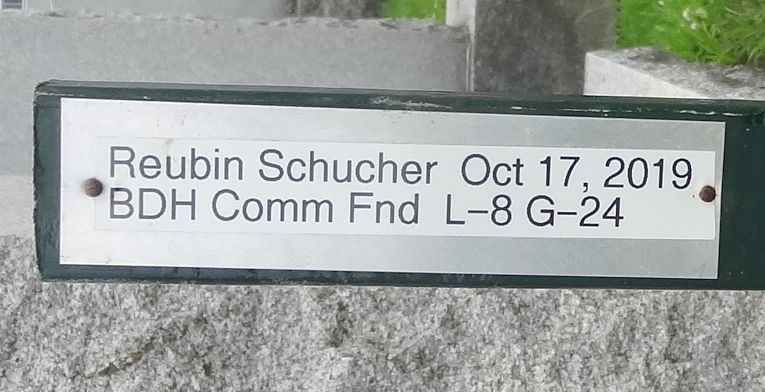 Reubin Schucher Oct 17, 2019
BDH Comm Fnd L-8 G-24